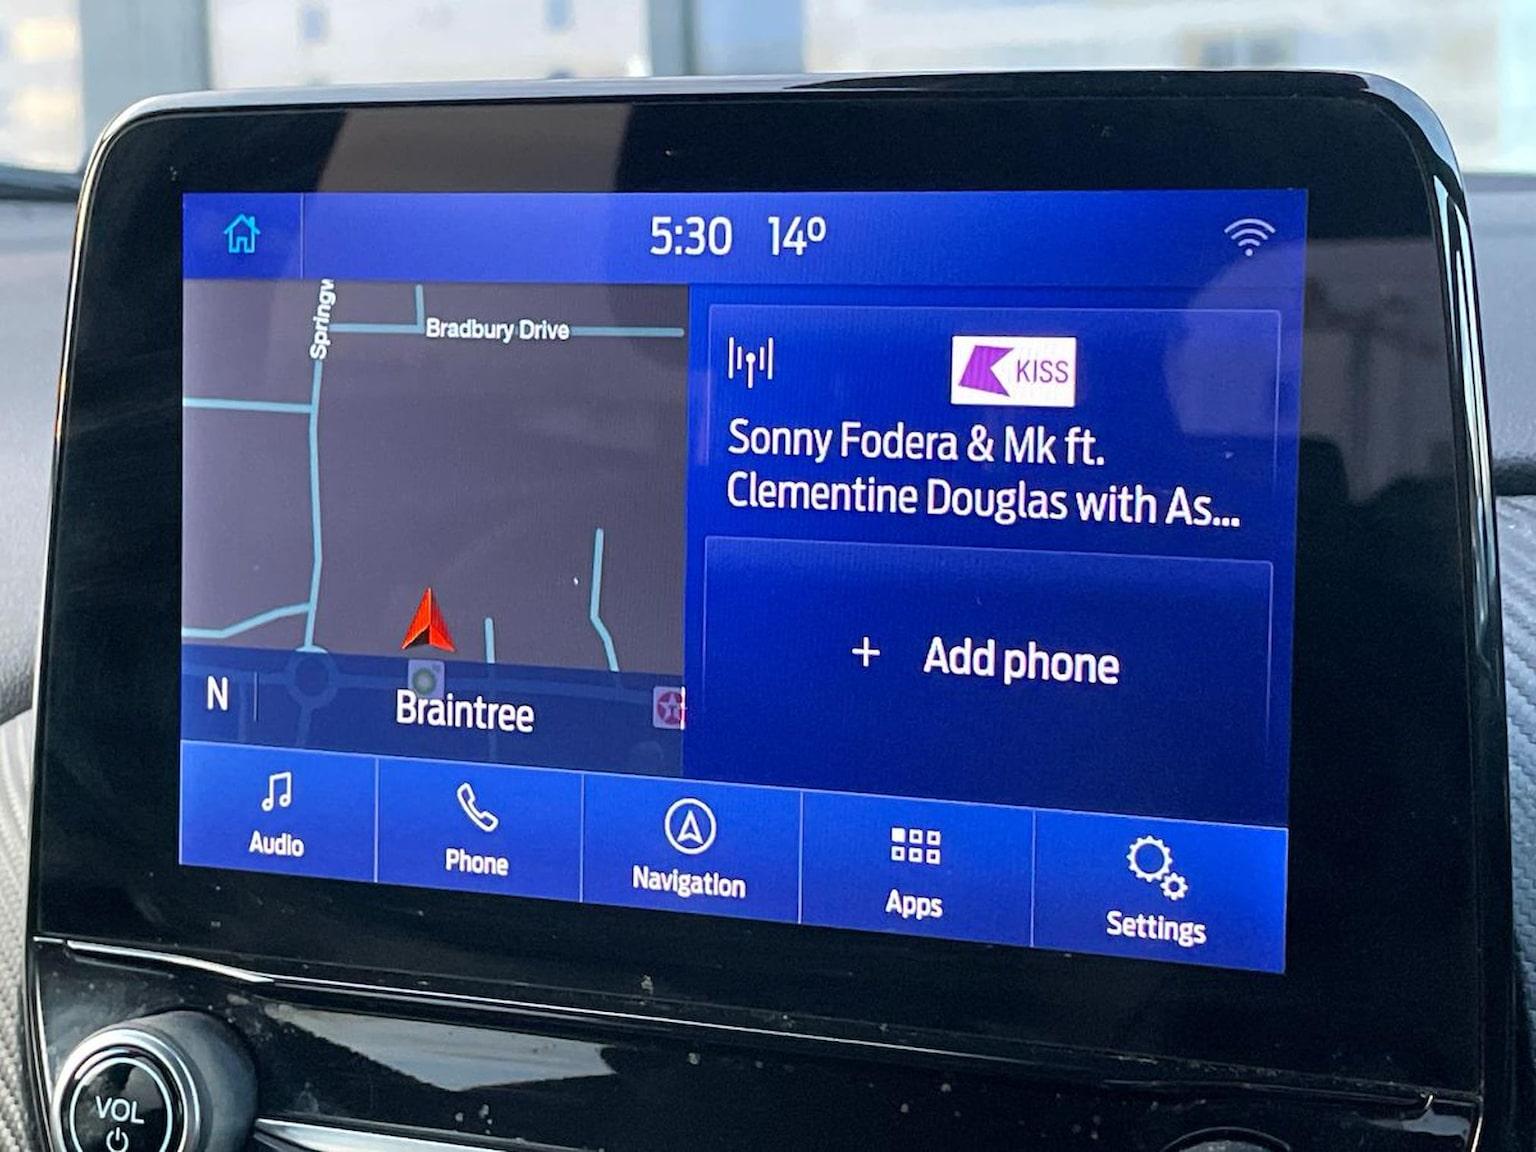 5:30 14º
Springw
Bradbury Drive
KISS
Sonny Fodera & Mk ft.
Clementine Douglas with As...
+ Add phone
N
Braintree
Audio
Phone
Navigation
Apps
Settings
VOL